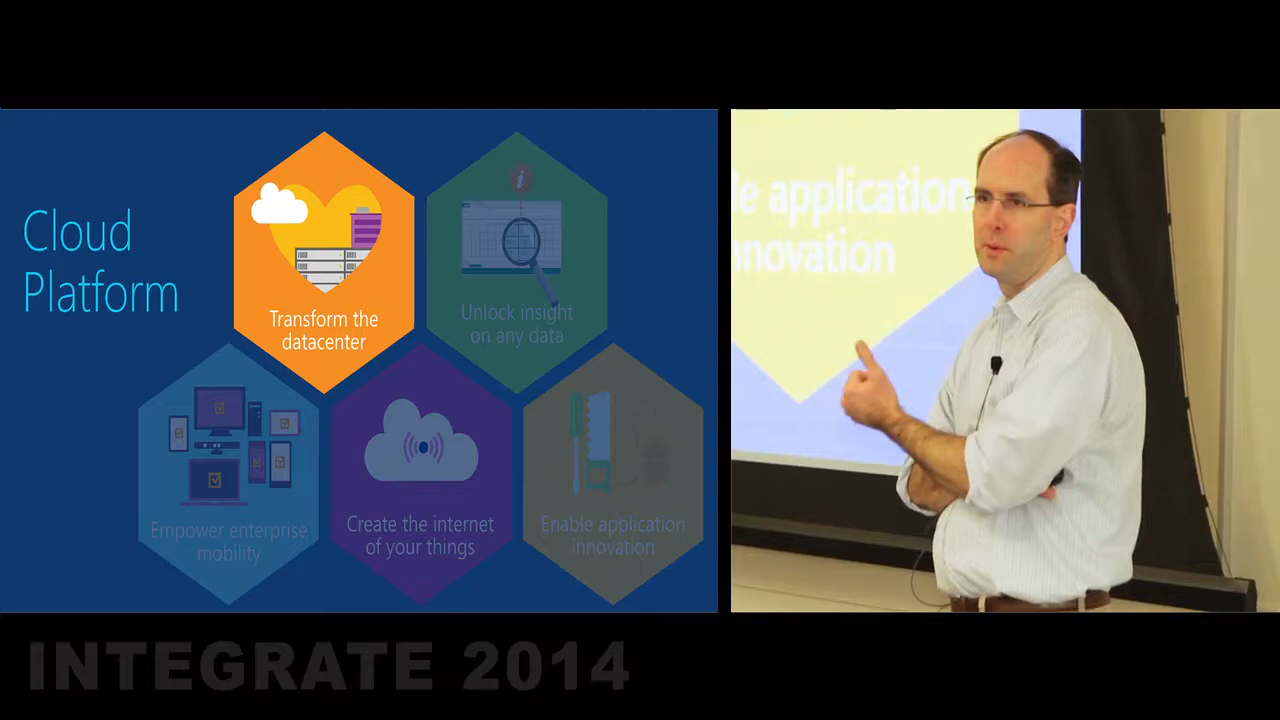 Cloud
Platform
Transform the
datacenter
Unlock insight
on any data
Empower enterprise
mobility
Create the internet
of your things
Enable application
innovation
le application
nnovation
INTEGRATE 2014